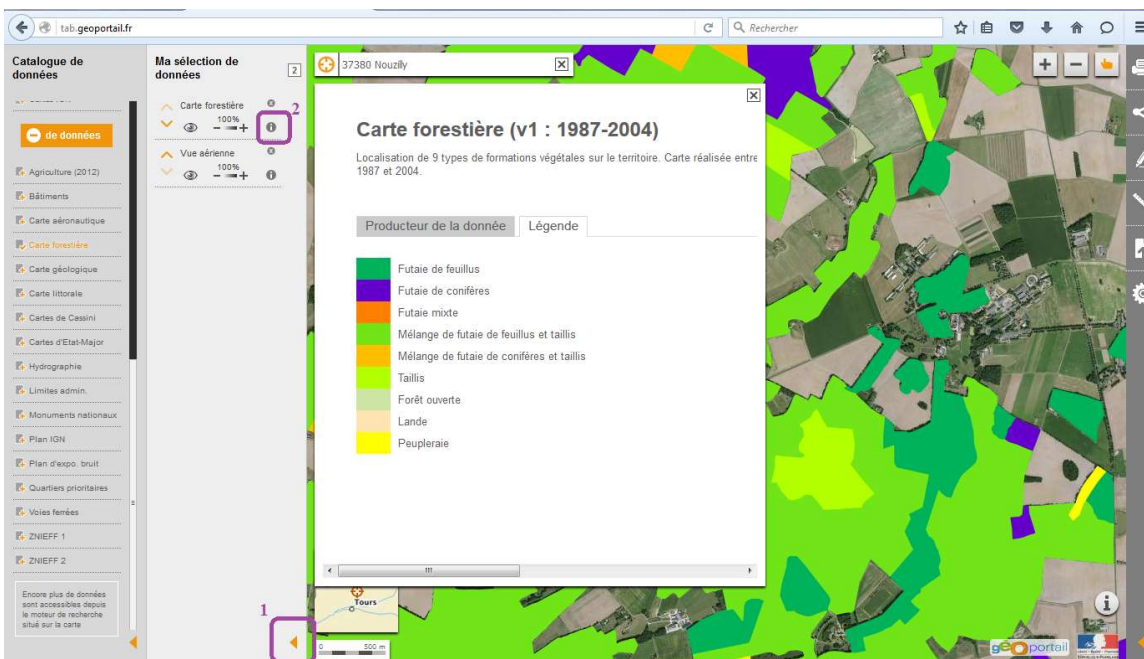 tab.geoportail.fr
Rechercher
Catalogue de
données
de données
Agriculture (2012)
Bâtiments
Carte aéronautique
Carte forestière
Carte géologique
Carte littorale
Cartes de Cassini
Cartes d'Etat-Major
Hydrographie
Limites admin.
Monuments nationaux
Plan IGN
Plan d'expo. bruit
Quartiers prioritaires
Voies ferrées
ZNIEFF 1
ZNIEFF 2
Encore plus de données
sont accessibles depuis
le moteur de recherche
situé sur la carte
Ma sélection de
données
2
Carte forestière
100%
2
Vue aérienne
100%
1
37380 Nouzilly
Carte forestière (v1 : 1987-2004)
Localisation de 9 types de formations végétales sur le territoire. Carte réalisée entre
1987 et 2004.
Producteur de la donnée
Légende
Futaie de feuillus
Futaie de conifères
Futaie mixte
Mélange de futaie de feuillus et taillis
Mélange de futaie de conifères et taillis
Taillis
Forêt ouverte
Lande
Peupleraie
Tours
0 500 m
géoportail